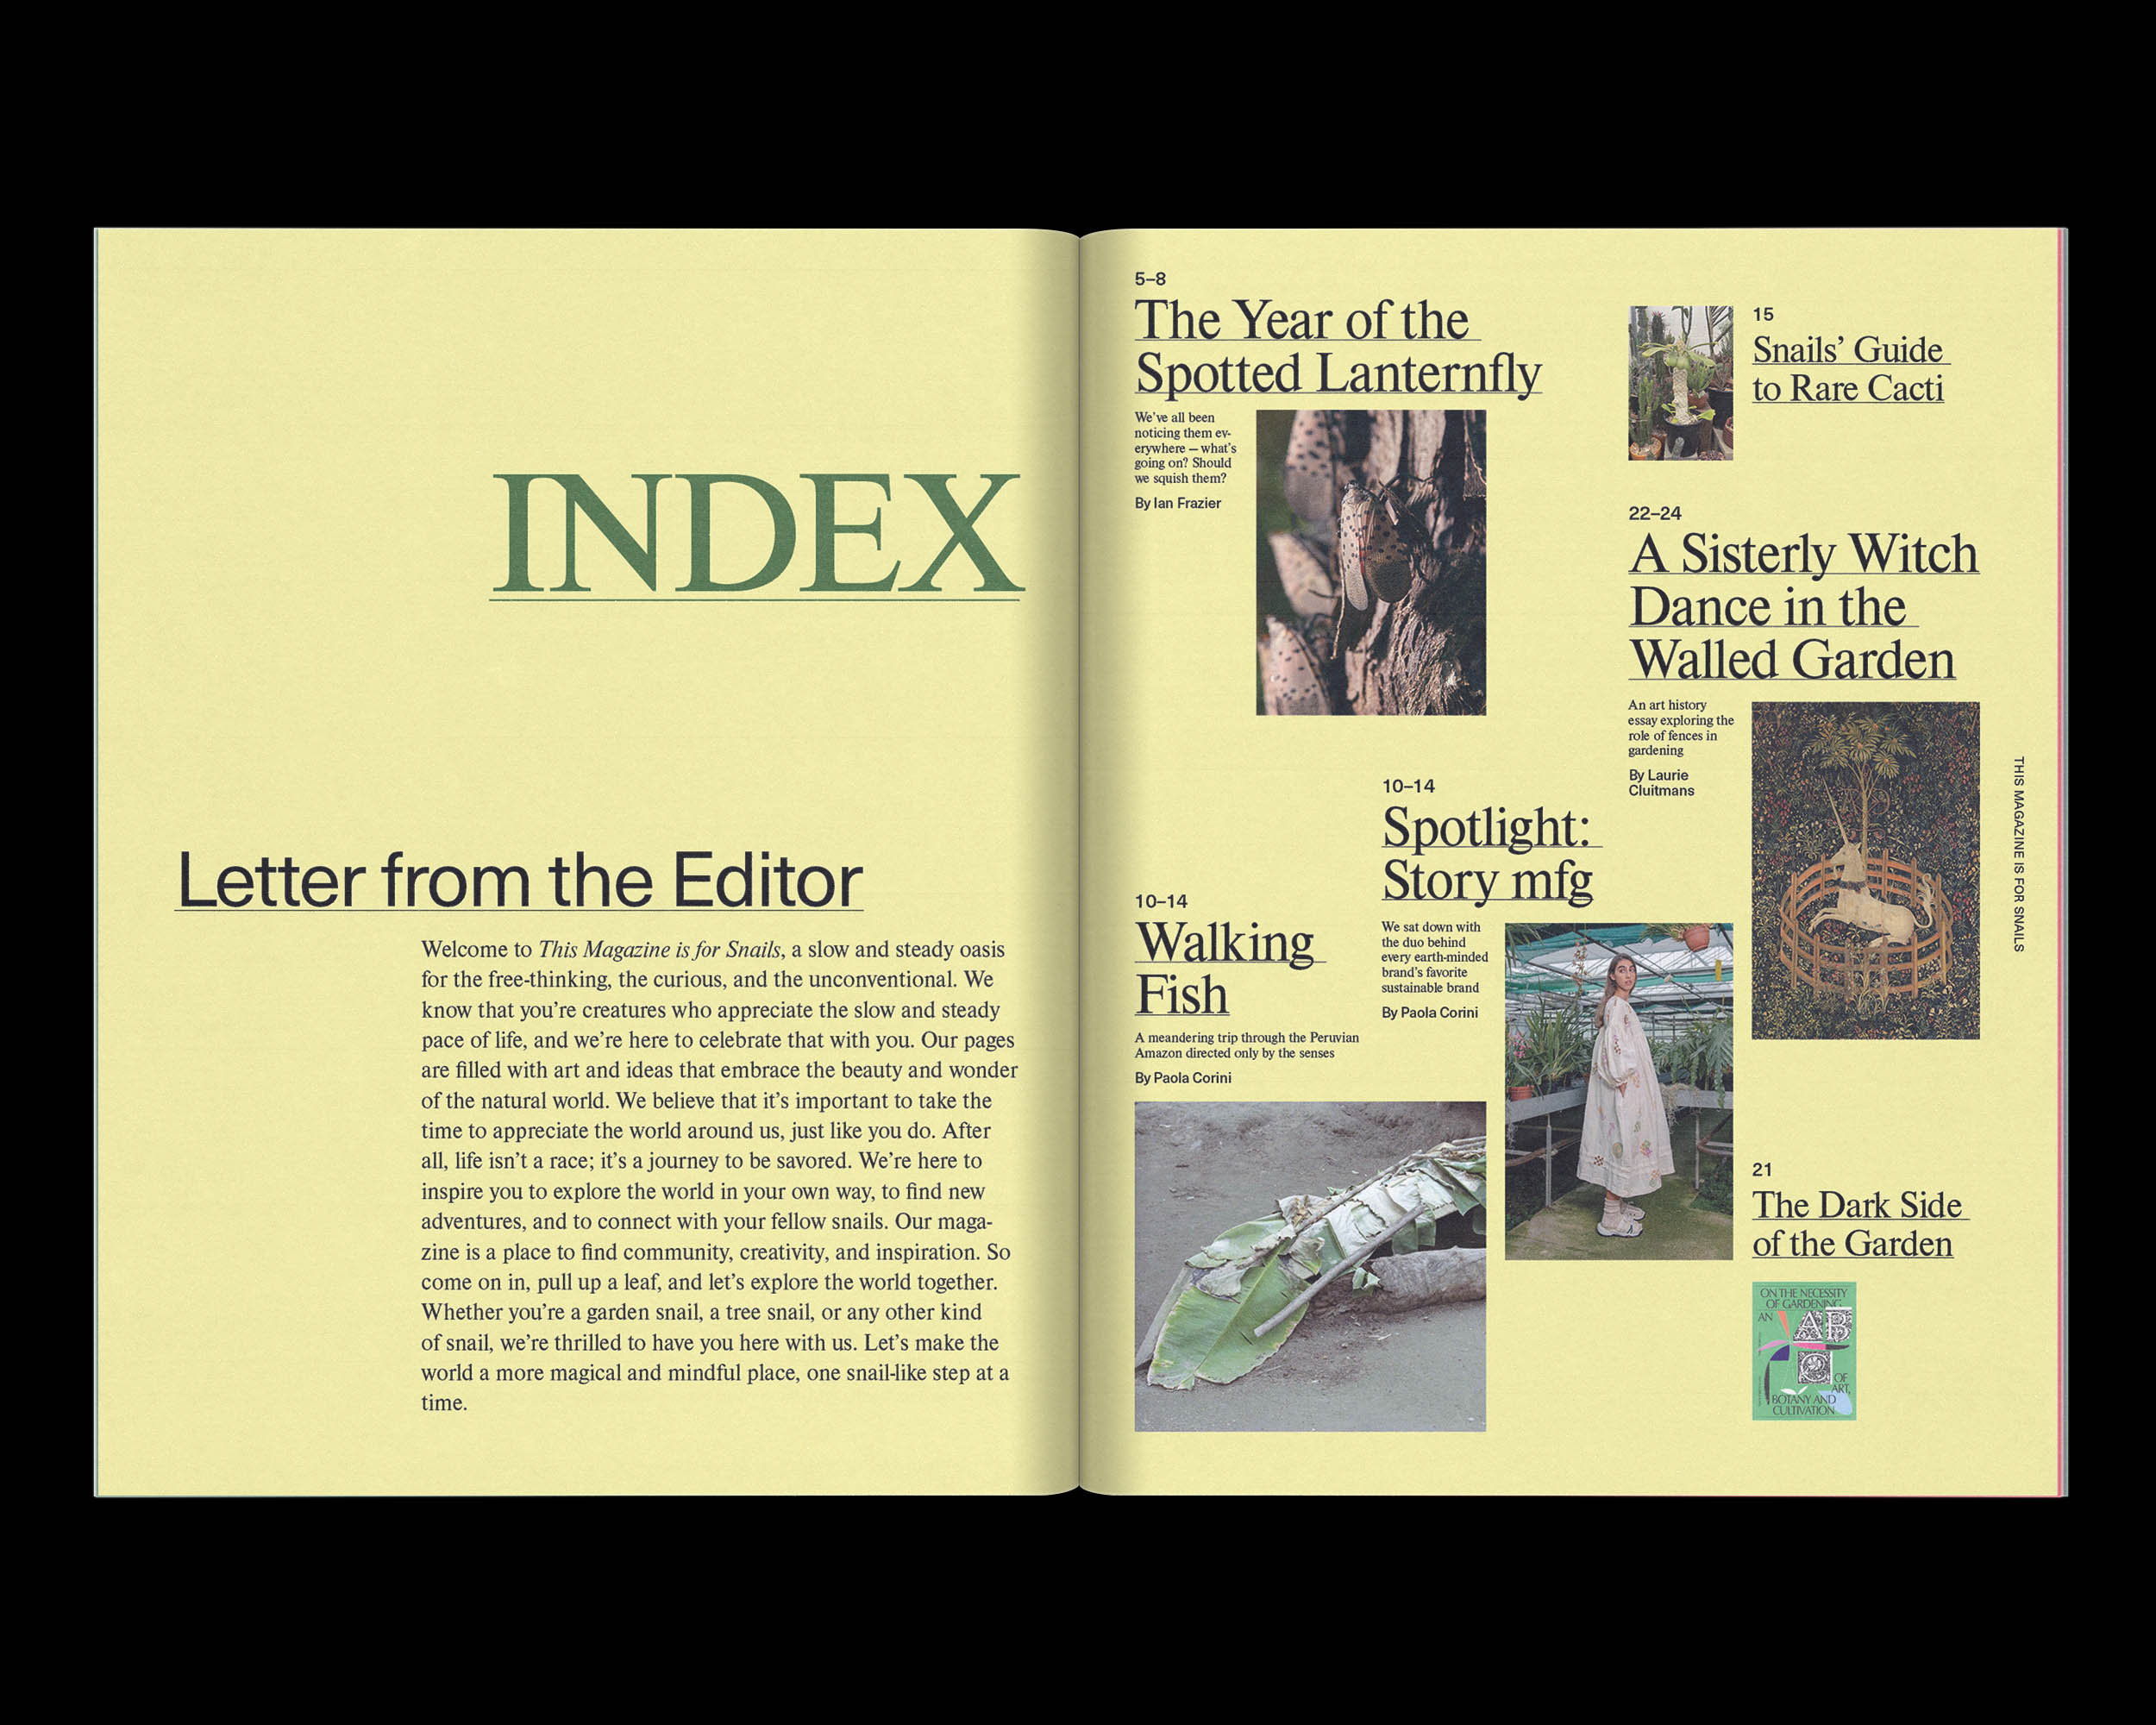 INDEX
Letter from the Editor
Welcome to This Magazine is for Snails, a slow and steady oasis
for the free-thinking, the curious, and the unconventional. We
know that you’re creatures who appreciate the slow and steady
pace of life, and we’re here to celebrate that with you. Our pages
are filled with art and ideas that embrace the beauty and wonder
of the natural world. We believe that it’s important to take the
time to appreciate the world around us, just like you do. After
all, life isn’t a race; it’s a journey to be savored. We’re here to
inspire you to explore the world in your own way, to find new
adventures, and to connect with your fellow snails. Our maga-
zine is a place to find community, creativity, and inspiration. So
come on in, pull up a leaf, and let’s explore the world together.
Whether you’re a garden snail, a tree snail, or any other kind
of snail, we’re thrilled to have you here with us. Let’s make the
world a more magical and mindful place, one snail-like step at a
time.
5–8
The Year of the
Spotted Lanternfly
We’ve all been
noticing them ev-
erywhere – what’s
going on? Should
we squish them?
By Ian Frazier
15
Snails’ Guide
to Rare Cacti
22–24
A Sisterly Witch
Dance in the
Walled Garden
An art history
essay exploring the
role of fences in
gardening
By Laurie
Cluitmans
10–14
Spotlight:
Story mfg
We sat down with
the duo behind
every earth-minded
brand’s favorite
sustainable brand
By Paola Corini
10–14
Walking
Fish
A meandering trip through the Peruvian
Amazon directed only by the senses
By Paola Corini
21
The Dark Side
of the Garden
ON THE NECESSITY
OF GARDENING
AN
AB
C
OF
ART,
BOTANY AND
CULTIVATION
THIS MAGAZINE IS FOR SNAILS